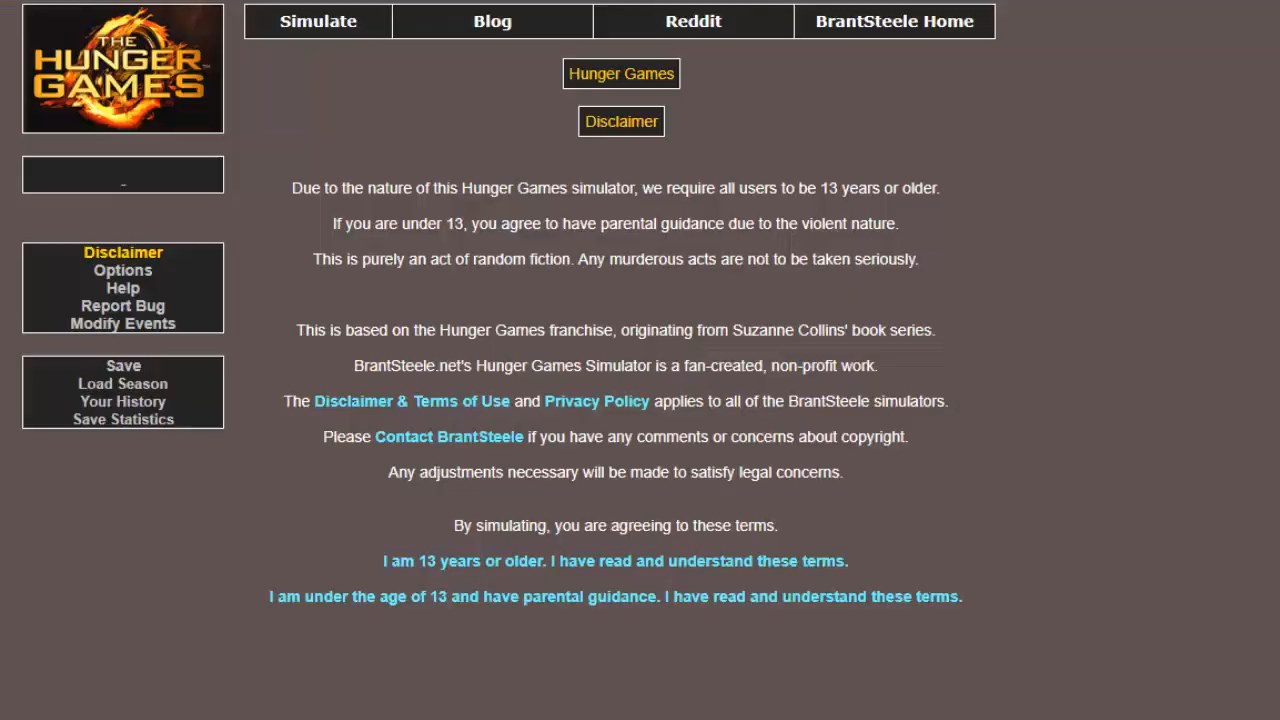 THE
HUNGER
GAMES
Simulate
Blog
Reddit
BrantSteele Home
Hunger Games
Disclaimer
-
Disclaimer
Options
Help
Report Bug
Modify Events
Save
Load Season
Your History
Save Statistics
Due to the nature of this Hunger Games simulator, we require all users to be 13 years or older.
If you are under 13, you agree to have parental guidance due to the violent nature.
This is purely an act of random fiction. Any murderous acts are not to be taken seriously.
This is based on the Hunger Games franchise, originating from Suzanne Collins' book series.
BrantSteele.net's Hunger Games Simulator is a fan-created, non-profit work.
The Disclaimer & Terms of Use and Privacy Policy applies to all of the BrantSteele simulators.
Please Contact BrantSteele if you have any comments or concerns about copyright.
Any adjustments necessary will be made to satisfy legal concerns.
By simulating, you are agreeing to these terms.
I am 13 years or older. I have read and understand these terms.
I am under the age of 13 and have parental guidance. I have read and understand these terms.